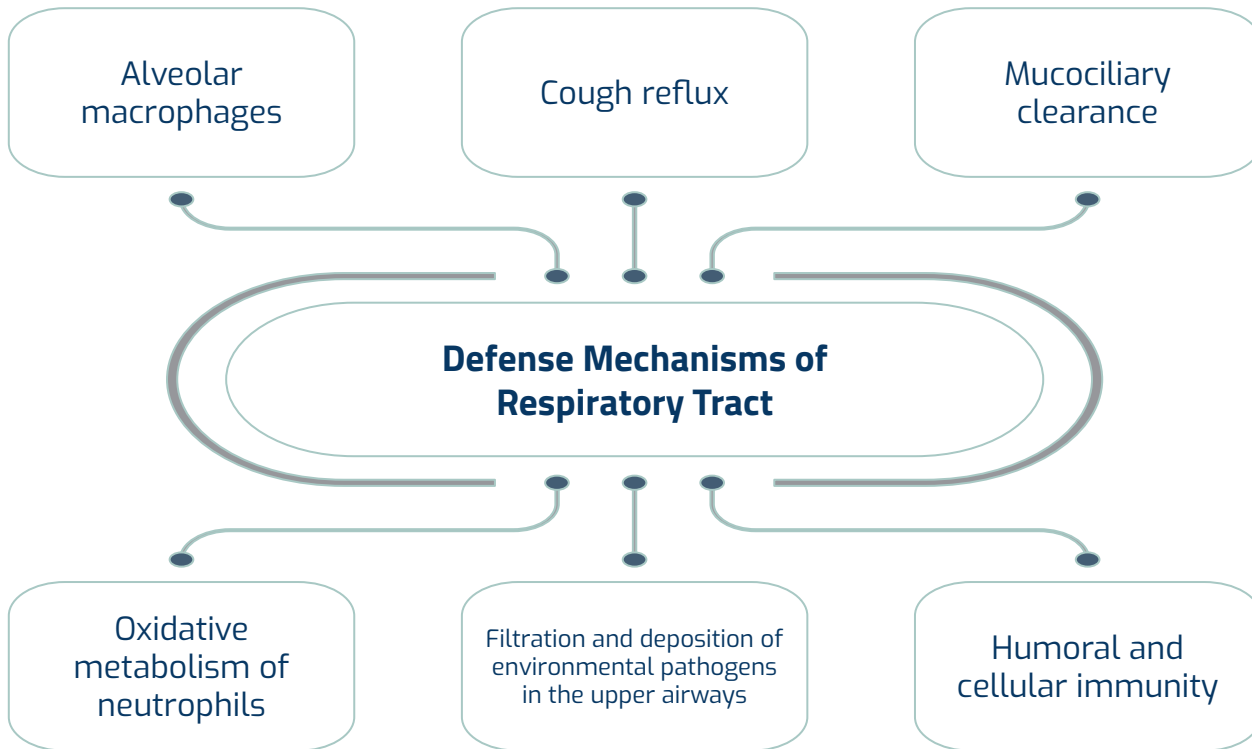 Alveolar
macrophages
Cough reflux
Mucociliary
clearance
Defense Mechanisms of
Respiratory Tract
Oxidative
metabolism of
neutrophils
Filtration and deposition of
environmental pathogens
in the upper airways
Humoral and
cellular immunity